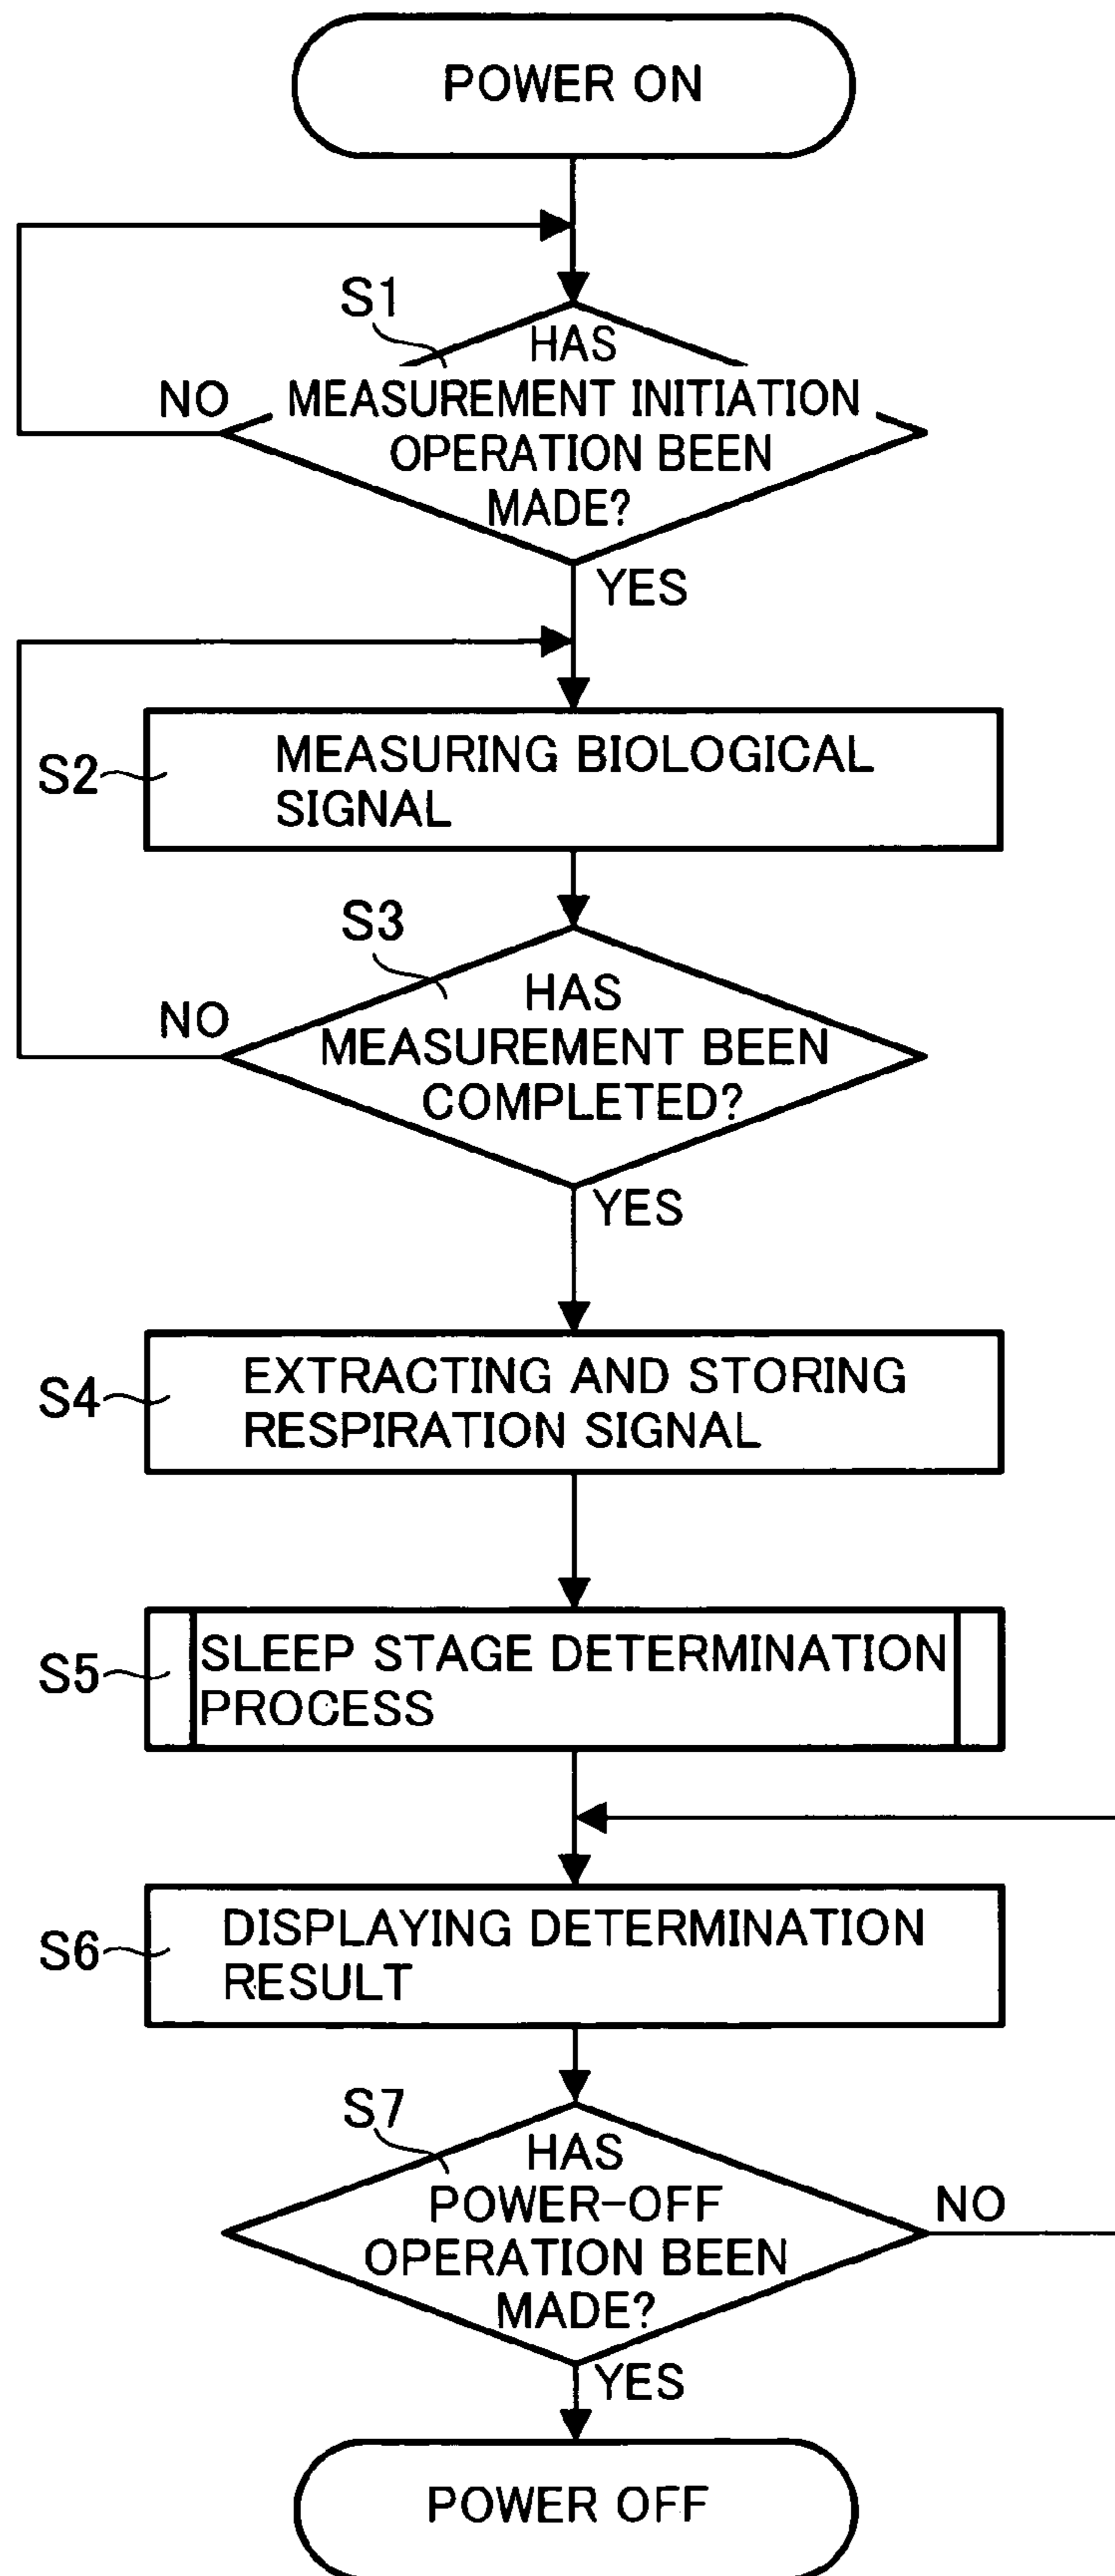 POWER ON
S1
HAS
MEASUREMENT INITIATION
OPERATION BEEN
MADE?
NO
YES
S2
MEASURING BIOLOGICAL
SIGNAL
S3
HAS
MEASUREMENT BEEN
COMPLETED?
NO
YES
S4
EXTRACTING AND STORING
RESPIRATION SIGNAL
S5
SLEEP STAGE DETERMINATION
PROCESS
S6
DISPLAYING DETERMINATION
RESULT
S7
HAS
POWER-OFF
OPERATION BEEN
MADE?
NO
YES
POWER OFF